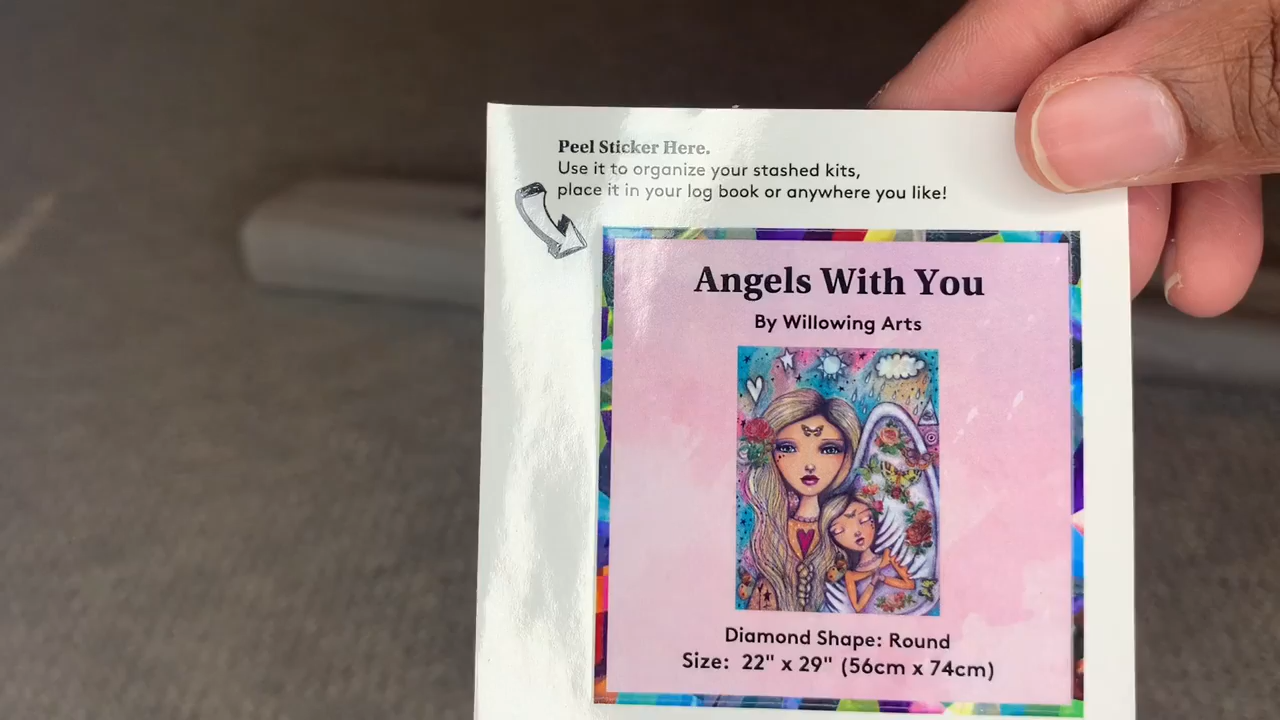 Peel Sticker Here.
Use it to organize your stashed kits,
place it in your log book or anywhere you like!
Angels With You
By Willowing Arts
Diamond Shape: Round
Size: 22" x 29" (56cm x 74cm)